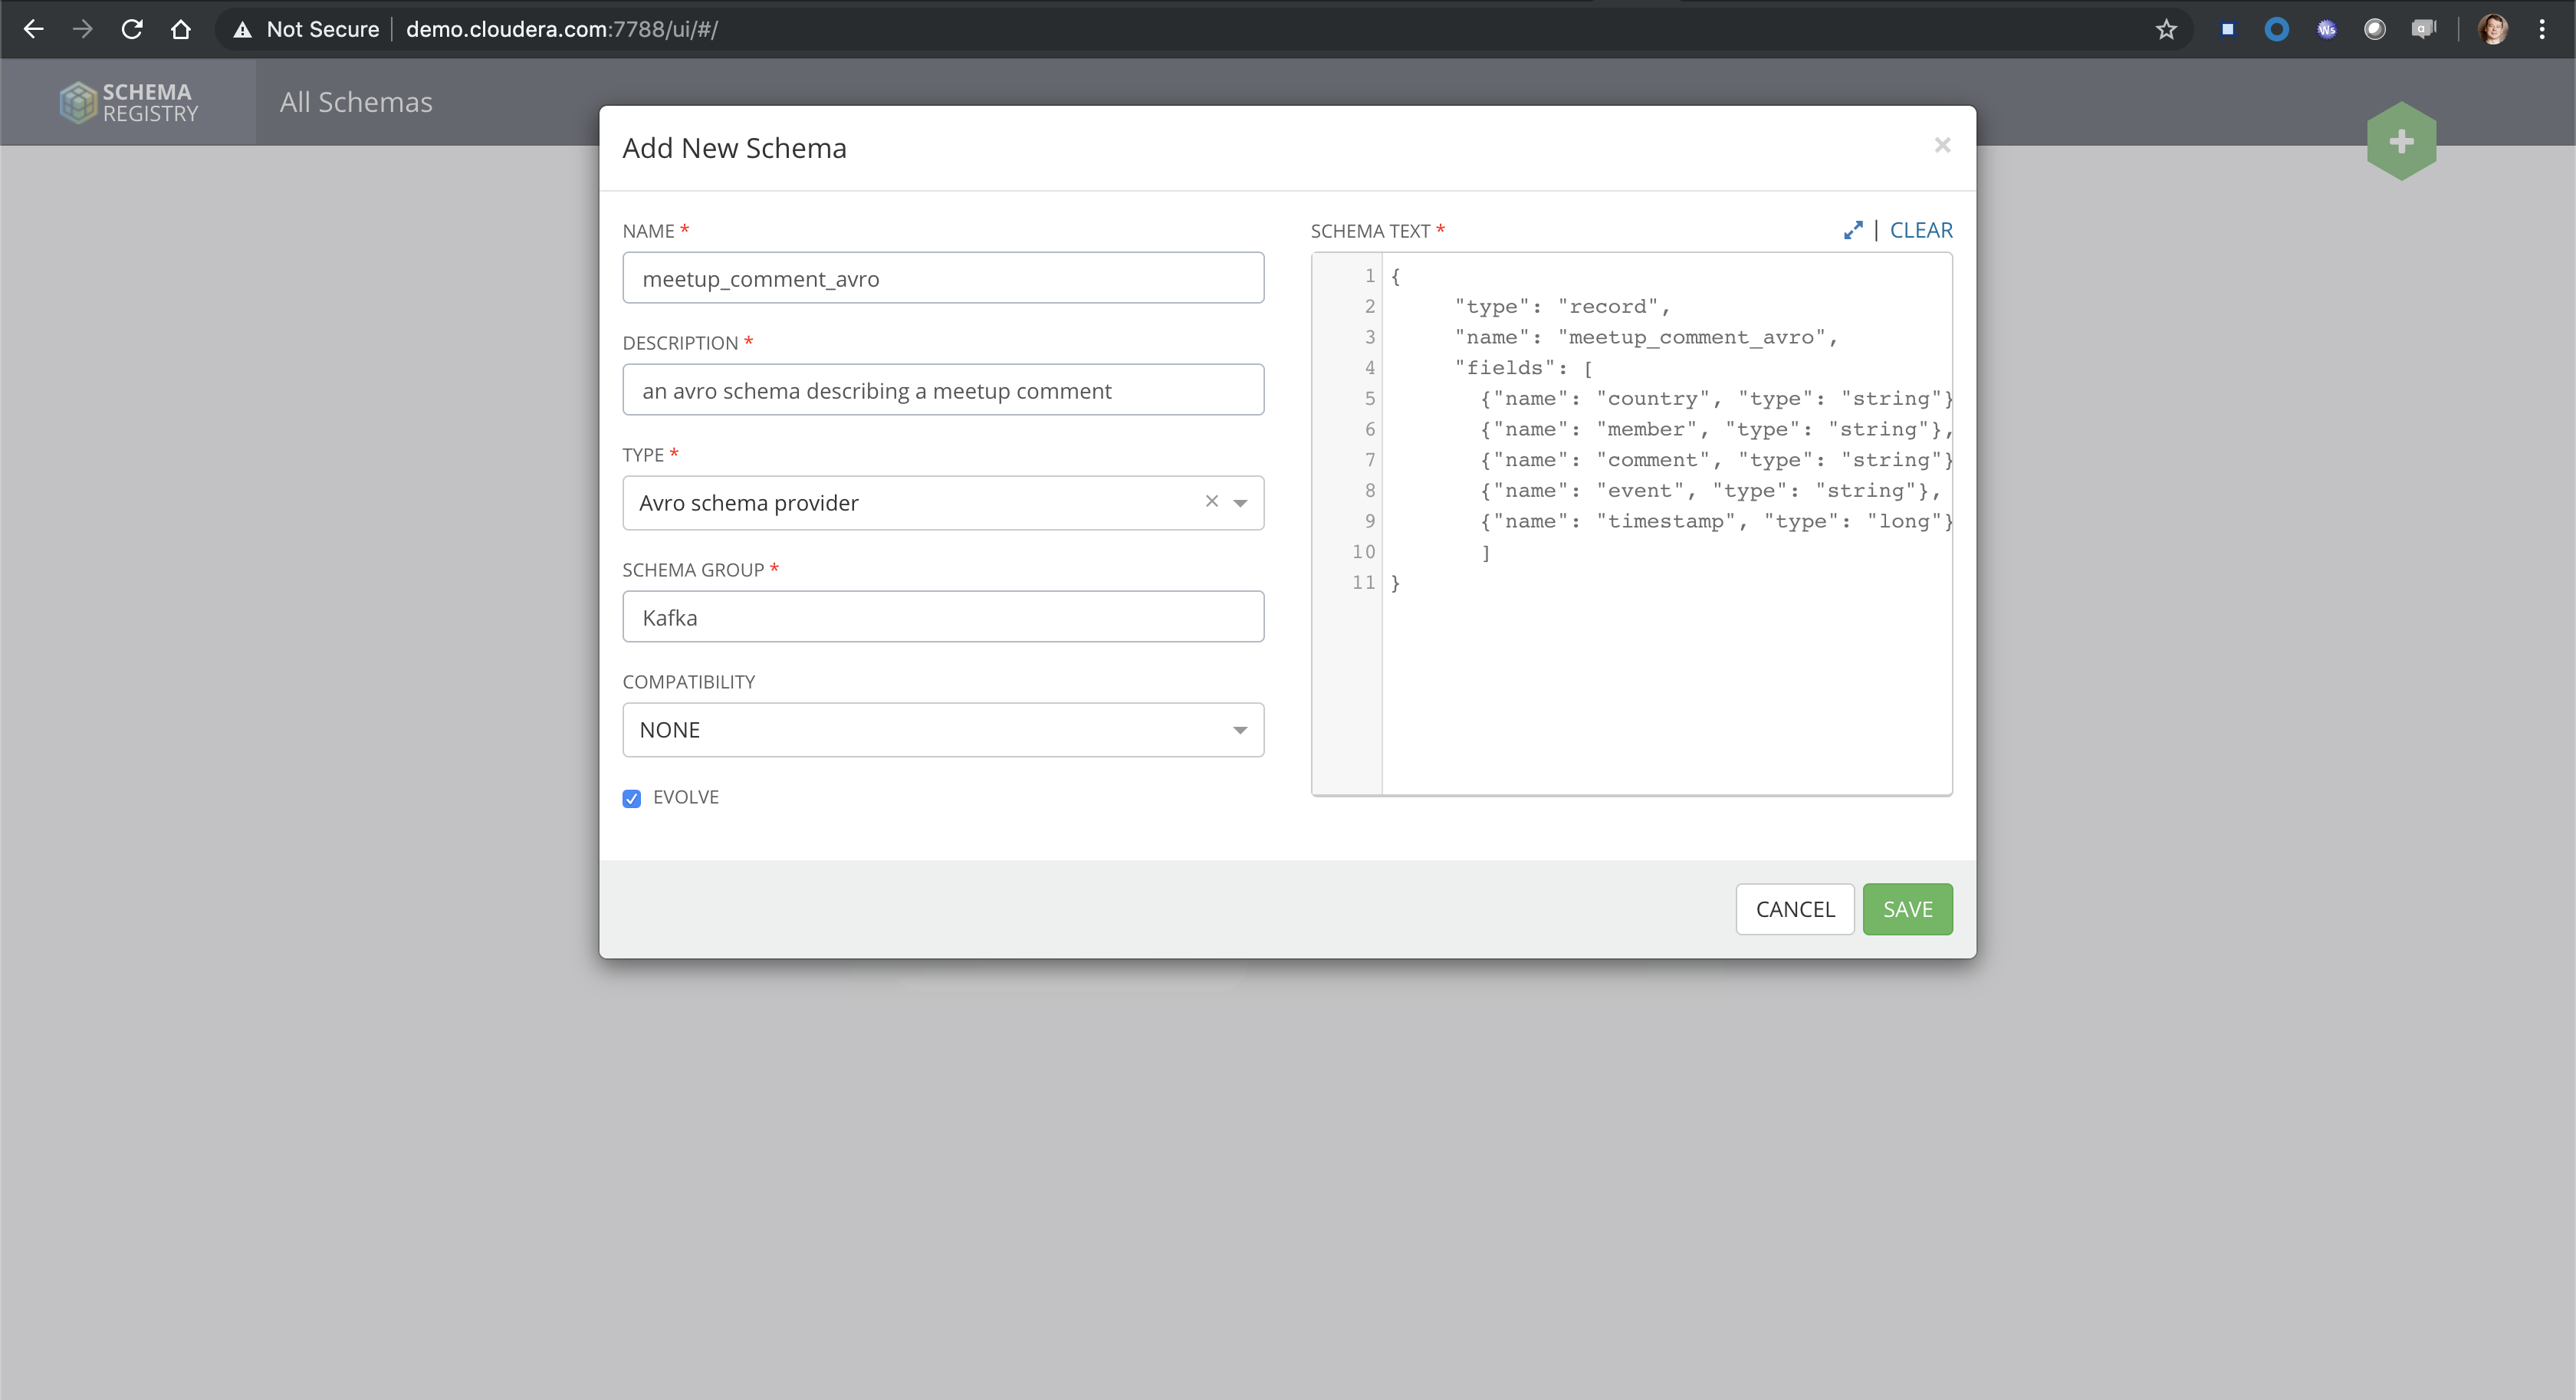 Not Secure demo.cloudera.com:7788/ui/#/
SCHEMA
REGISTRY
All Schemas
Add New Schema
NAME *
meetup_comment_avro
DESCRIPTION *
an avro schema describing a meetup comment
TYPE *
Avro schema provider
SCHEMA GROUP *
Kafka
COMPATIBILITY
NONE
EVOLVE
SCHEMA TEXT * | CLEAR
1 {
2 "type": "record",
3 "name": "meetup_comment_avro",
4 "fields": [
5 {"name": "country", "type": "string"}
6 {"name": "member", "type": "string"},
7 {"name": "comment", "type": "string"}
8 {"name": "event", "type": "string"},
9 {"name": "timestamp", "type": "long"}
10 ]
11 }
CANCEL
SAVE
Ws
a